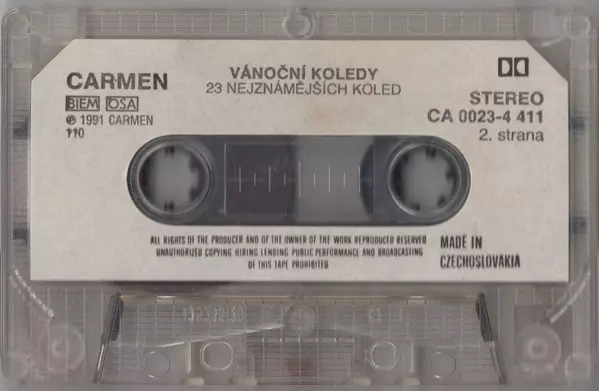 CARMEN
BIEM OSA
℗ 1991 CARMEN
110
VÁNOČNÍ KOLEDY
23 NEJZNÁMĚJŠÍCH KOLED
STEREO
CA 0023-4 411
2. strana
ALL RIGHTS OF THE PRODUCER AND OF THE OWNER OF THE WORK REPRODUCED RESERVED
UNAUTHORIZED COPYING HIRING LENDING PUBLIC PERFORMANCE AND BROADCASTING
OF THIS TAPE PROHIBITED
MADE IN
CZECHOSLOVAKIA